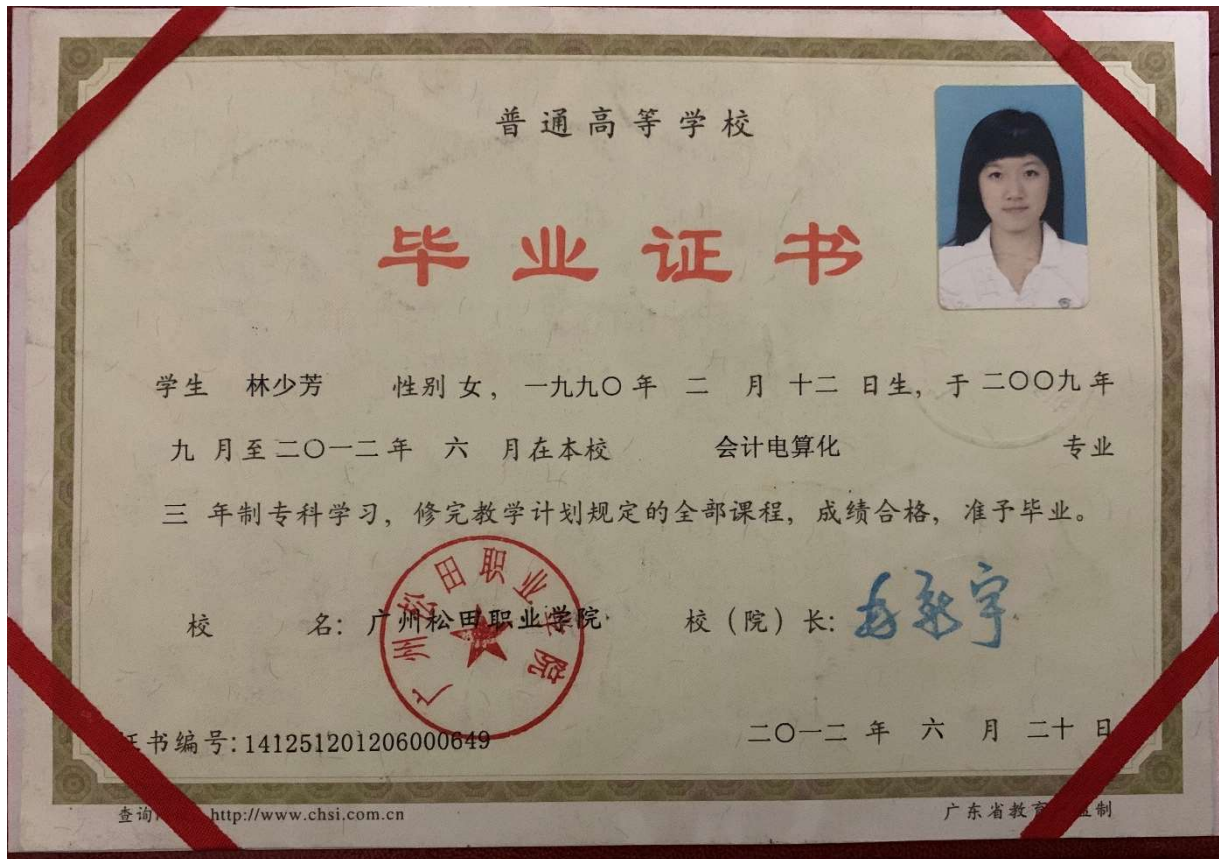 普通高等学校
毕业证书
学生 林少芳 性别 女，一九九〇年 二 月 十二 日生，于二〇〇九年
九 月至二〇一二年 六 月在本校 会计电算化 专业
三 年制专科学习，修完教学计划规定的全部课程，成绩合格，准予毕业。
校 名：广州松田职业学院 校（院）长：
广州松田职业学院
证书编号：141251201206000649 二〇一二 年 六 月 二十 日
查询 http://www.chsi.com.cn 广东省教育 监制